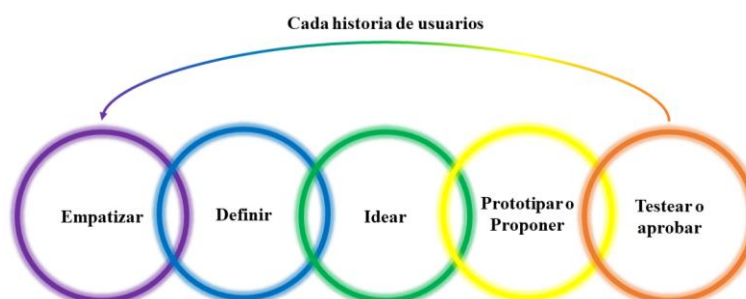 Cada historia de usuarios
Empatizar
Definir
Idear
Prototipar o
Proponer
Testear o
aprobar